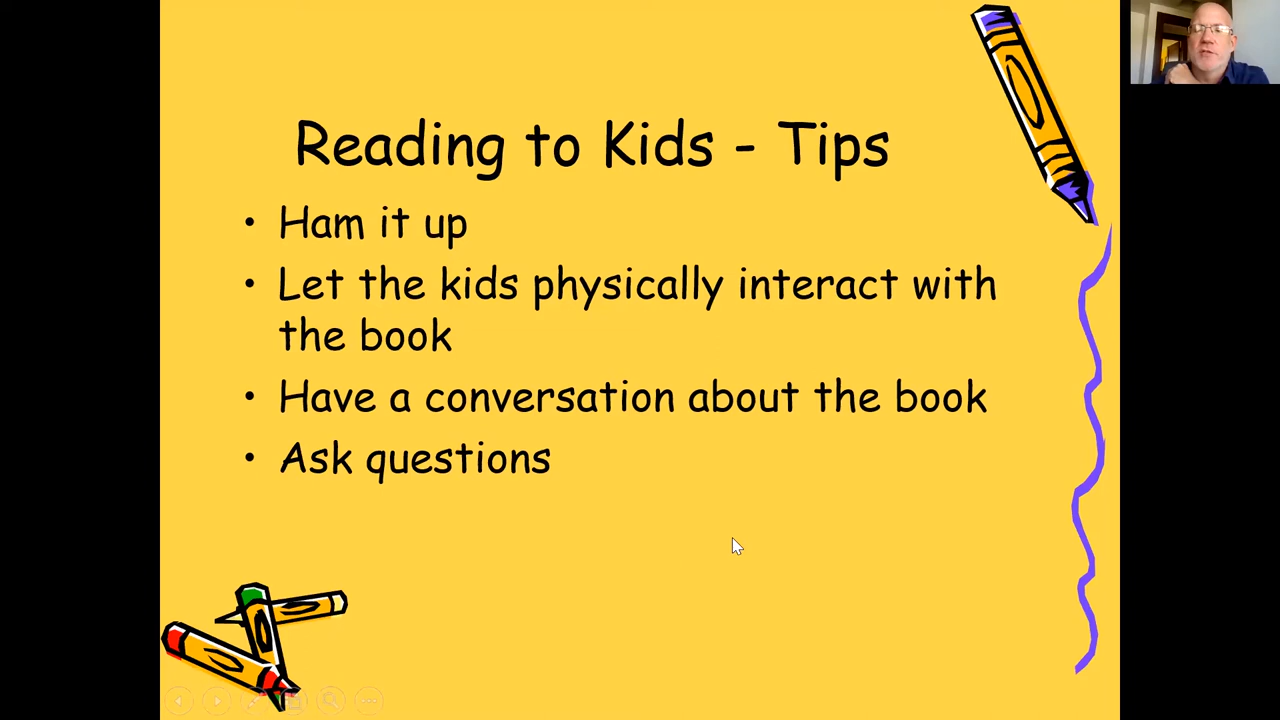 Reading to Kids - Tips
• Ham it up
• Let the kids physically interact with
the book
• Have a conversation about the book
• Ask questions